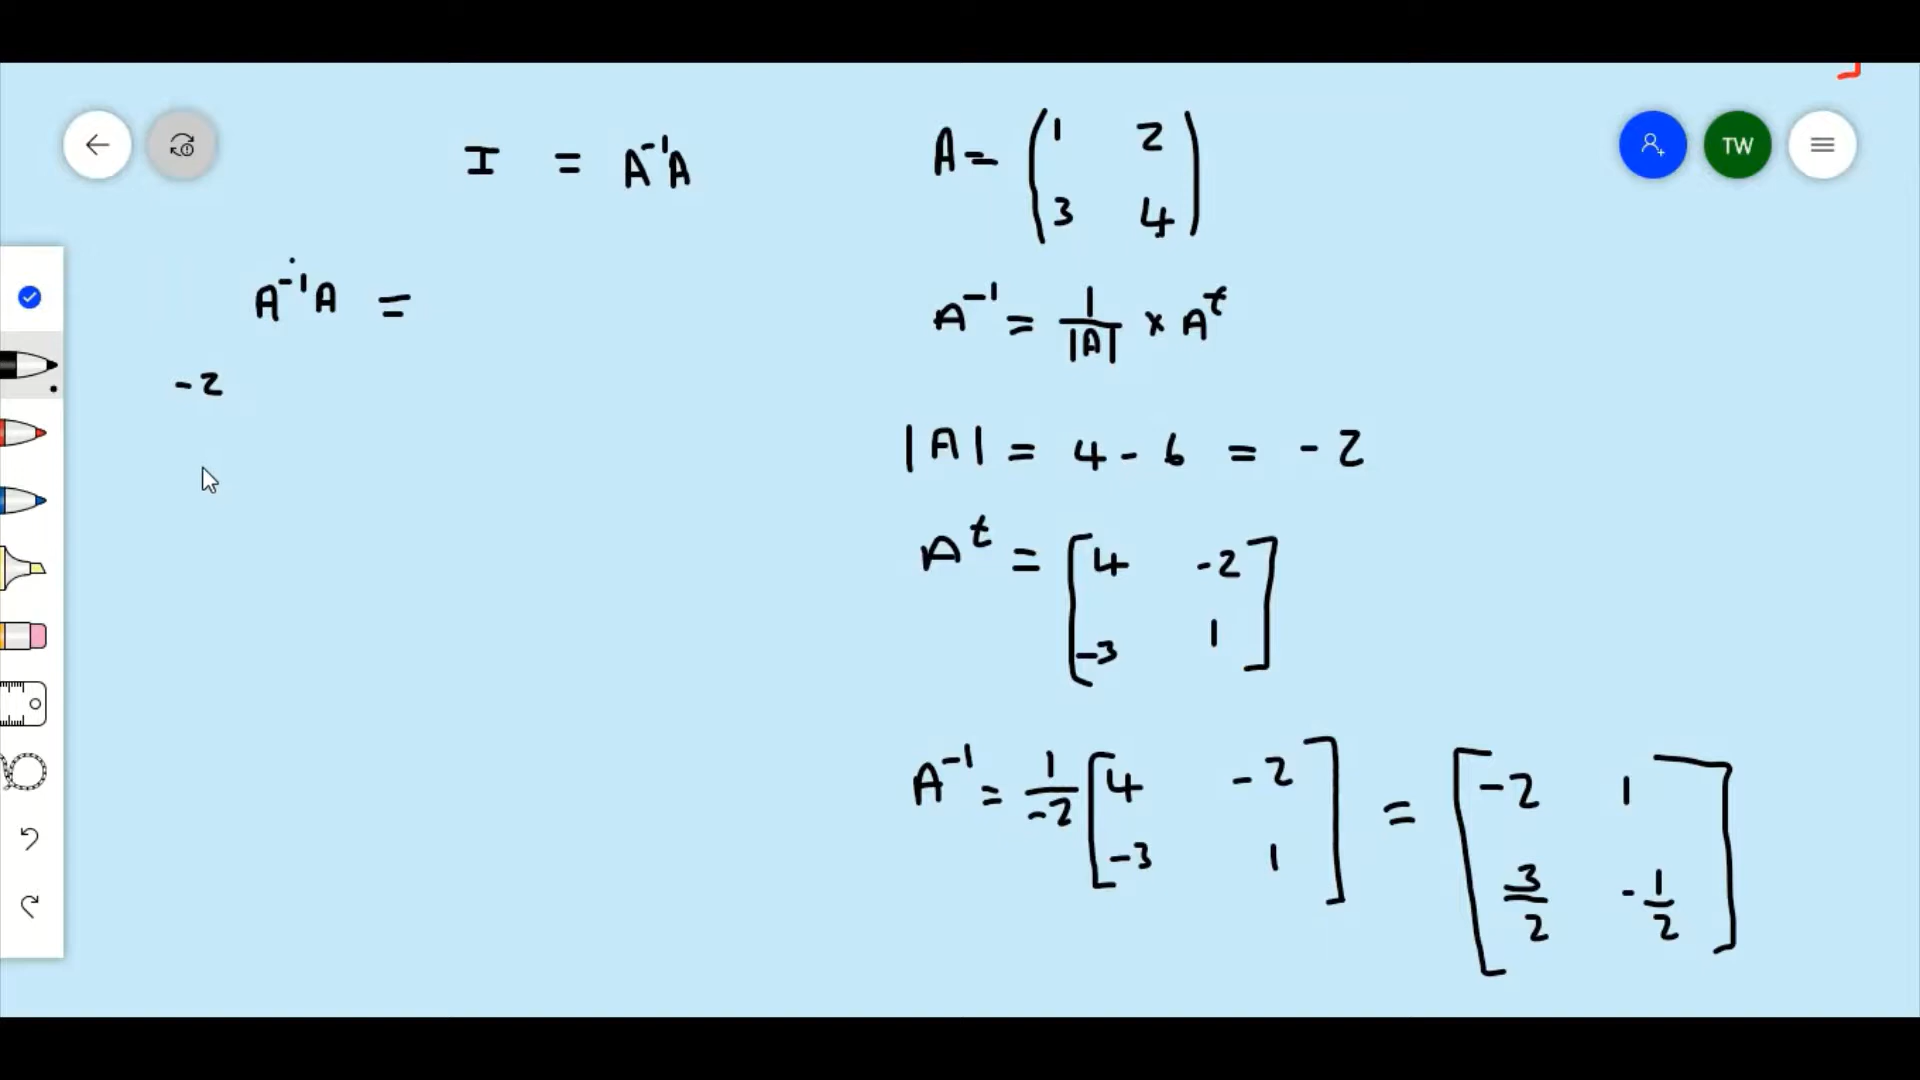 I = A⁻¹A
A⁻¹A =
-2
A = (1 2
3 4)
A⁻¹ = 1/|A| × Aᵗ
|A| = 4 - 6 = -2
Aᵗ = [4 -2
-3 1]
A⁻¹ = 1/-2 [4 -2
-3 1] = [-2 1
3/2 -1/2]
TW